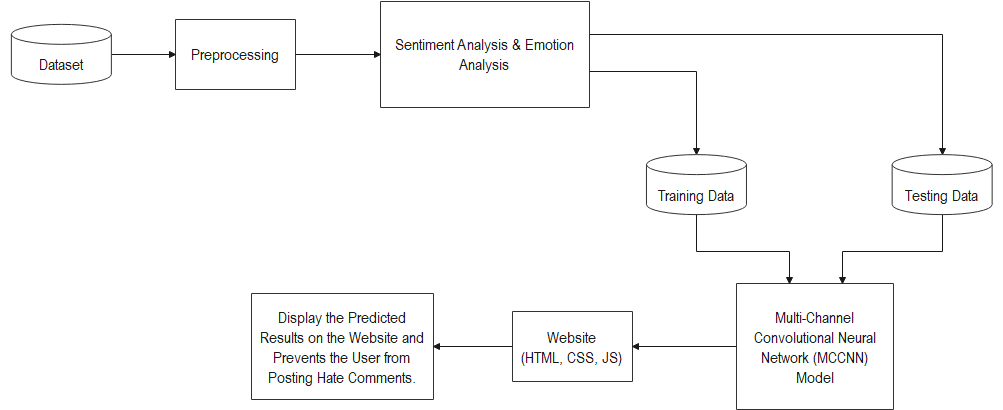 Dataset
Preprocessing
Sentiment Analysis & Emotion
Analysis
Training Data
Testing Data
Multi-Channel
Convolutional Neural
Network (MCCNN)
Model
Website
(HTML, CSS, JS)
Display the Predicted
Results on the Website and
Prevents the User from
Posting Hate Comments.